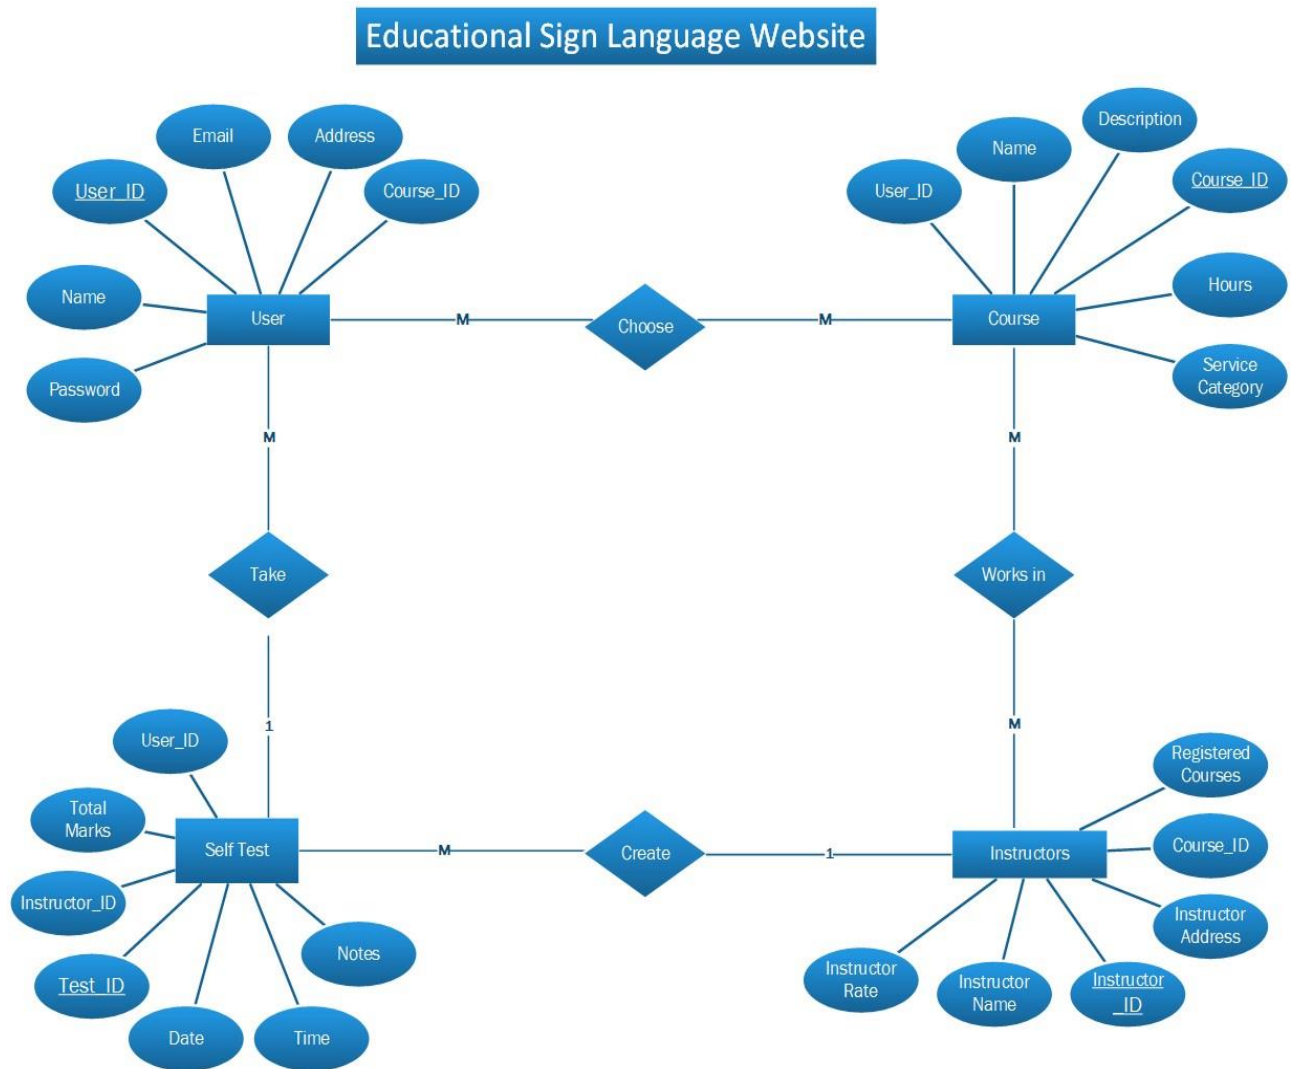 Educational Sign Language Website
Email
Address
User_ID
Course_ID
Name
User
Password
M
Choose
M
Description
Name
Course_ID
User_ID
Hours
Course
Service
Category
M
Take
1
M
Works in
M
User_ID
Total
Marks
Self Test
Instructor_ID
Test_ID
Date
Time
Notes
M
Create
1
Registered
Courses
Instructors
Course_ID
Instructor
Address
Instructor
Rate
Instructor
Name
Instructor
_ID